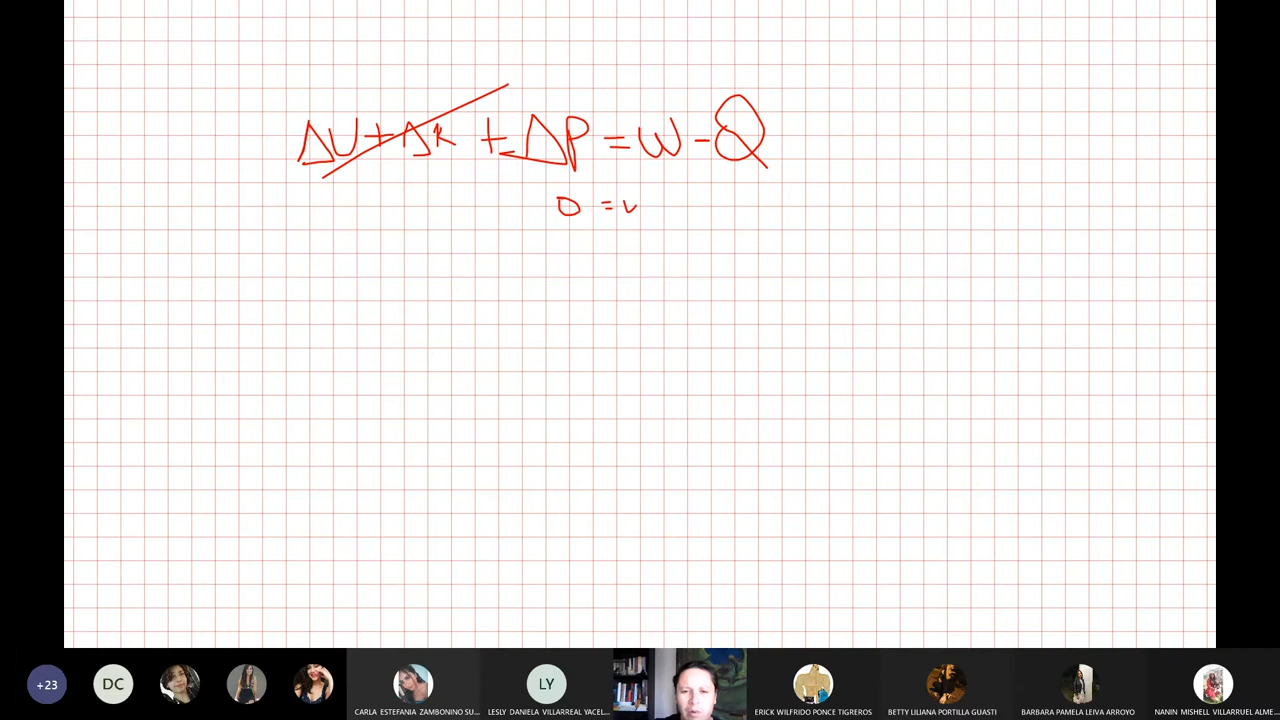 ΔU + ΔK + ΔP = W - Q
0 = v
+23
DC
LY
CARLA ESTEFANIA ZAMBONINO SU...
LESLY DANIELA VILLARREAL YACEL...
ERICK WILFRIDO PONCE TIGREROS
BETTY LILIANA PORTILLA GUASTI
BARBARA PAMELA LEIVA ARROYO
NANIN MISHELL VILLARRUEL ALME...